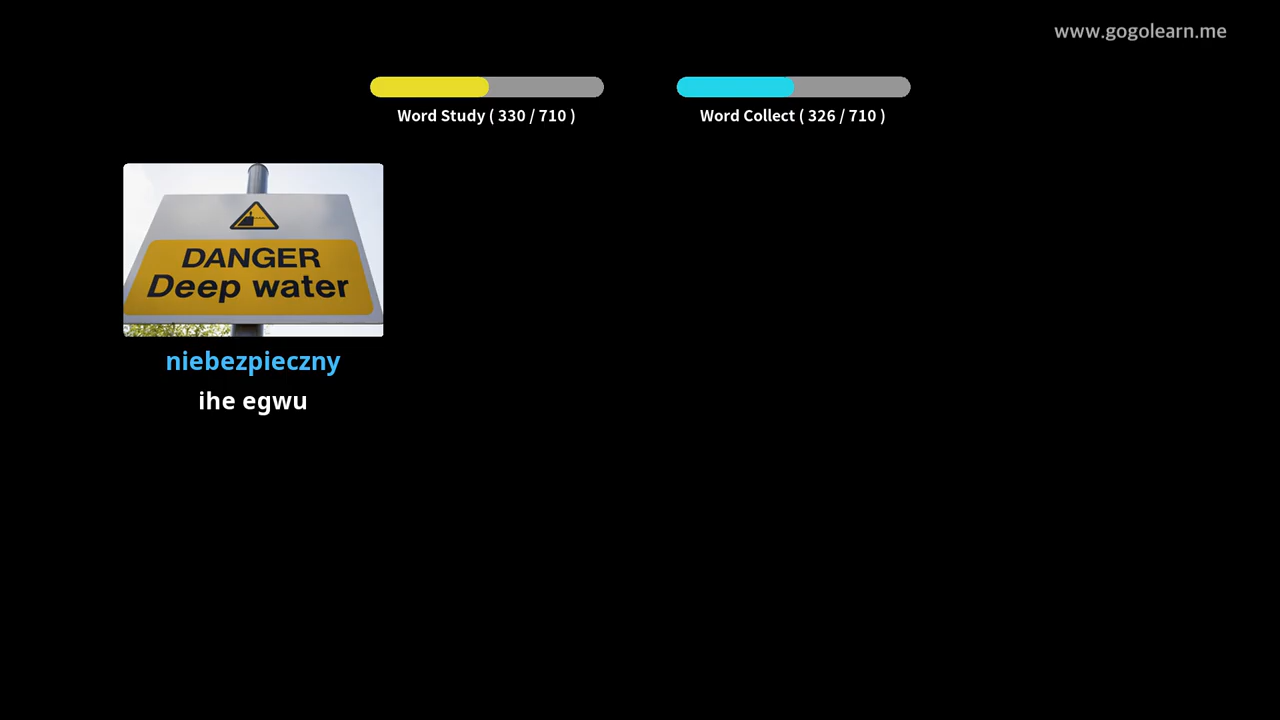 www.gogolearn.me
Word Study ( 330 / 710 )
Word Collect ( 326 / 710 )
DANGER
Deep water
niebezpieczny
ihe egwu